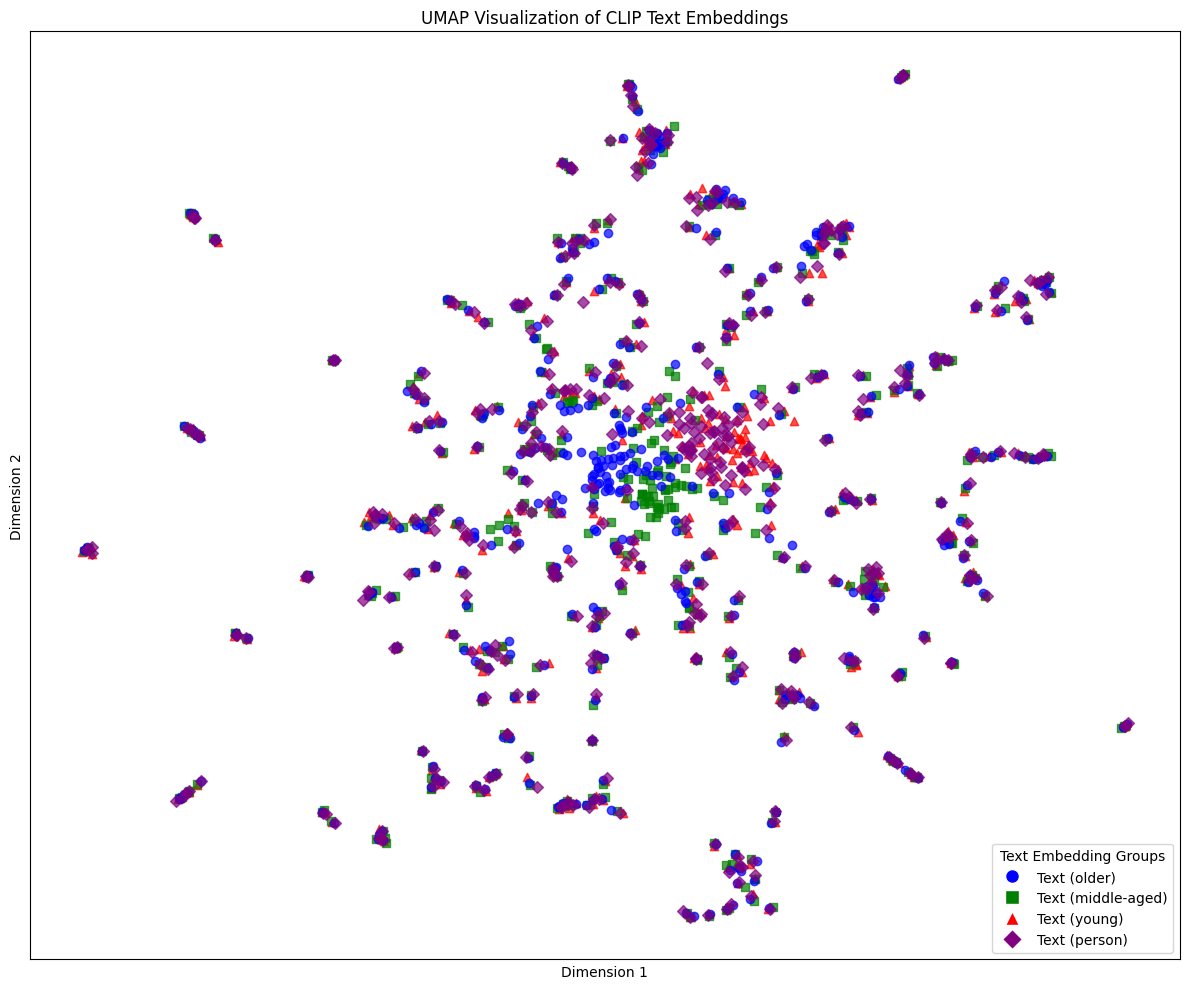 UMAP Visualization of CLIP Text Embeddings
Dimension 2
Text Embedding Groups
Text (older)
Text (middle-aged)
Text (young)
Text (person)
Dimension 1